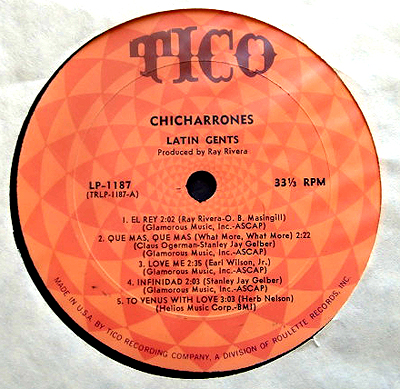 TICO
CHICHARRONES
LATIN GENTS
Produced by Ray Rivera
LP-1187
(TRLP-1187-A)
33⅓ RPM
1. EL REY 2:02 (Ray Rivera-O. B. Masingill)
(Glamorous Music, Inc.-ASCAP)
2. QUE MAS, QUE MAS (What More, What More) 2:22
(Claus Ogerman-Stanley Jay Gelber)
(Glamorous Music, Inc.-ASCAP)
3. LOVE ME 2:35 (Earl Wilson, Jr.)
(Glamorous Music, Inc.-ASCAP)
4. INFINIDAD 2:03 (Stanley Jay Gelber)
(Glamorous Music, Inc.-ASCAP)
5. TO VENUS WITH LOVE 3:03 (Herb Nelson)
(Helios Music Corp.-BMI)
MADE IN U.S.A. BY TICO RECORDING COMPANY, A DIVISION OF ROULETTE RECORDS, INC.